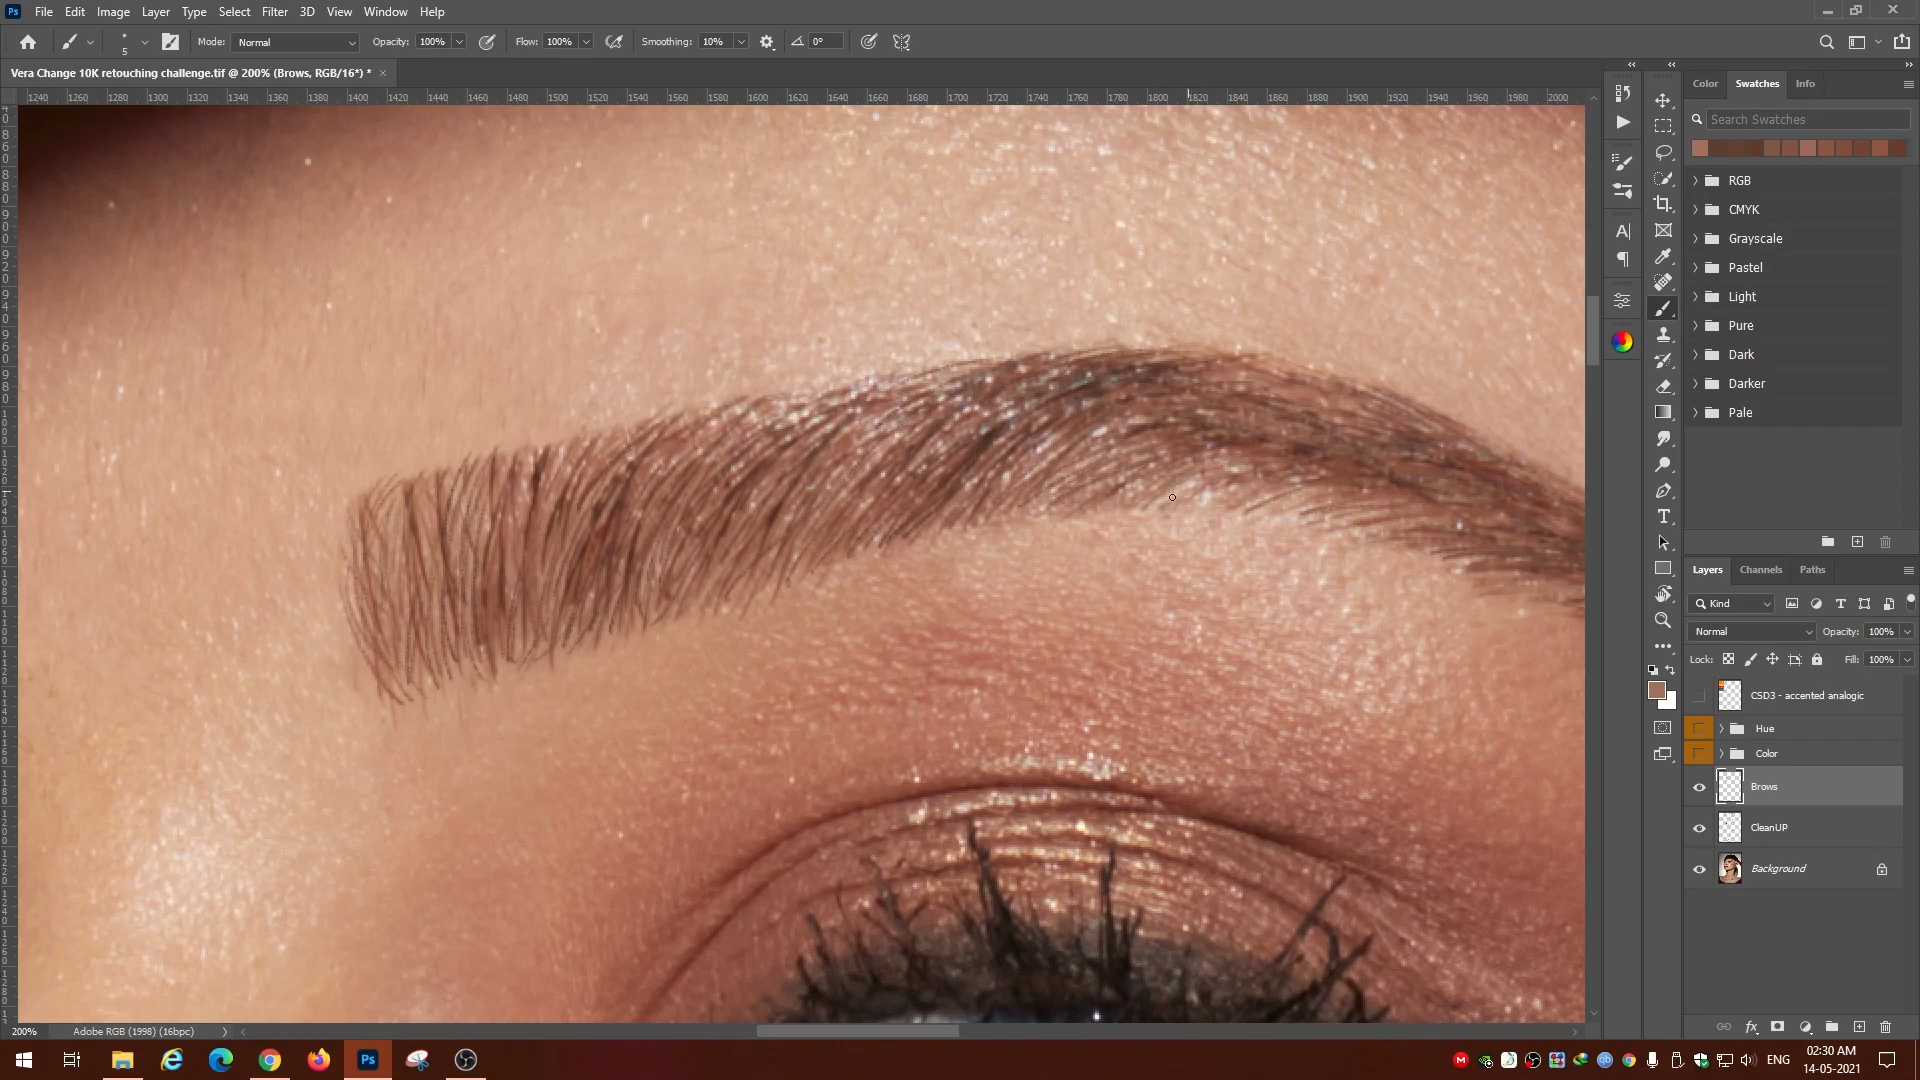 Ps File Edit Image Layer Type Select Filter 3D View Window Help
5 Mode: Normal Opacity: 100% Flow: 100% Smoothing: 10% 0°
Vera Change 10K retouching challenge.tif @ 200% (Brows, RGB/16*) * ×
1240 1260 1280 1300 1320 1340 1360 1380 1400 1420 1440 1460 1480 1500 1520 1540 1560 1580 1600 1620 1640 1660 1680 1700 1720 1740 1760 1780 1800 1820 1840 1860 1880 1900 1920 1940 1960 1980 2000
Color Swatches Info
Search Swatches
RGB
CMYK
Grayscale
Pastel
Light
Pure
Dark
Darker
Pale
Layers Channels Paths
Kind
Normal Opacity: 100%
Lock: Fill: 100%
CSD3 - accented analogic
Hue
Color
Brows
CleanUP
Background
200% Adobe RGB (1998) (16bpc)
Ps ENG 02:30 AM
14-05-2021